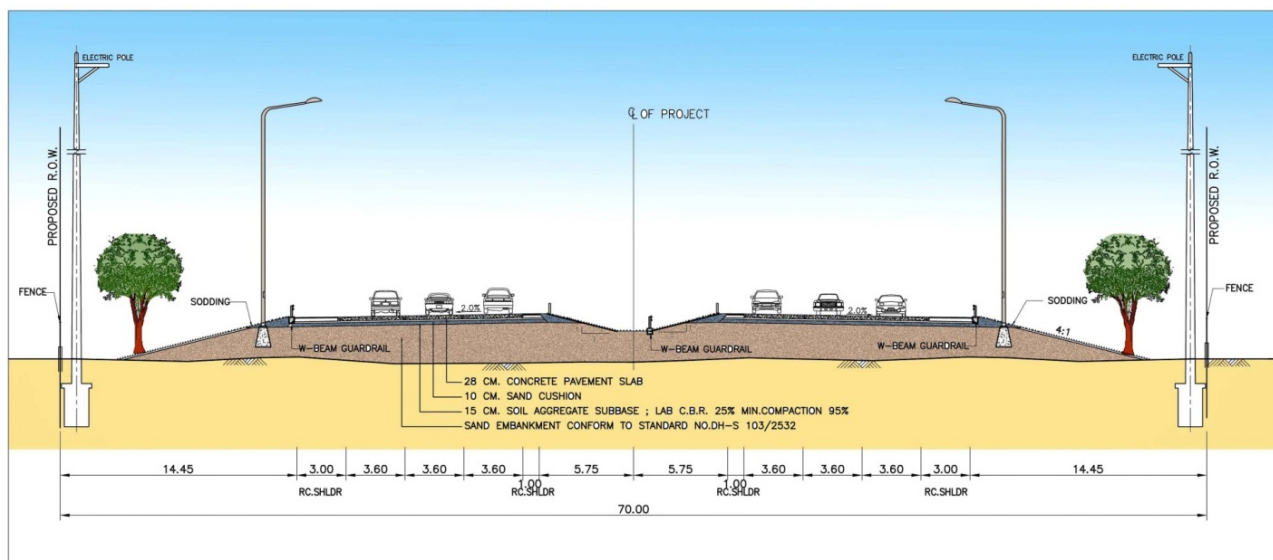 ELECTRIC POLE
ELECTRIC POLE
℄ OF PROJECT
PROPOSED R.O.W.
PROPOSED R.O.W.
FENCE
SODDING
2.0%
2.0%
SODDING
FENCE
4:1
W-BEAM GUARDRAIL
W-BEAM GUARDRAIL
W-BEAM GUARDRAIL
28 CM. CONCRETE PAVEMENT SLAB
10 CM. SAND CUSHION
15 CM. SOIL AGGREGATE SUBBASE ; LAB C.B.R. 25% MIN.COMPACTION 95%
SAND EMBANKMENT CONFORM TO STANDARD NO.DH-S 103/2532
14.45 3.00 3.60 3.60 3.60 5.75 5.75 3.60 3.60 3.60 3.00 14.45
1.00 1.00
RC.SHLDR RC.SHLDR RC.SHLDR RC.SHLDR
70.00